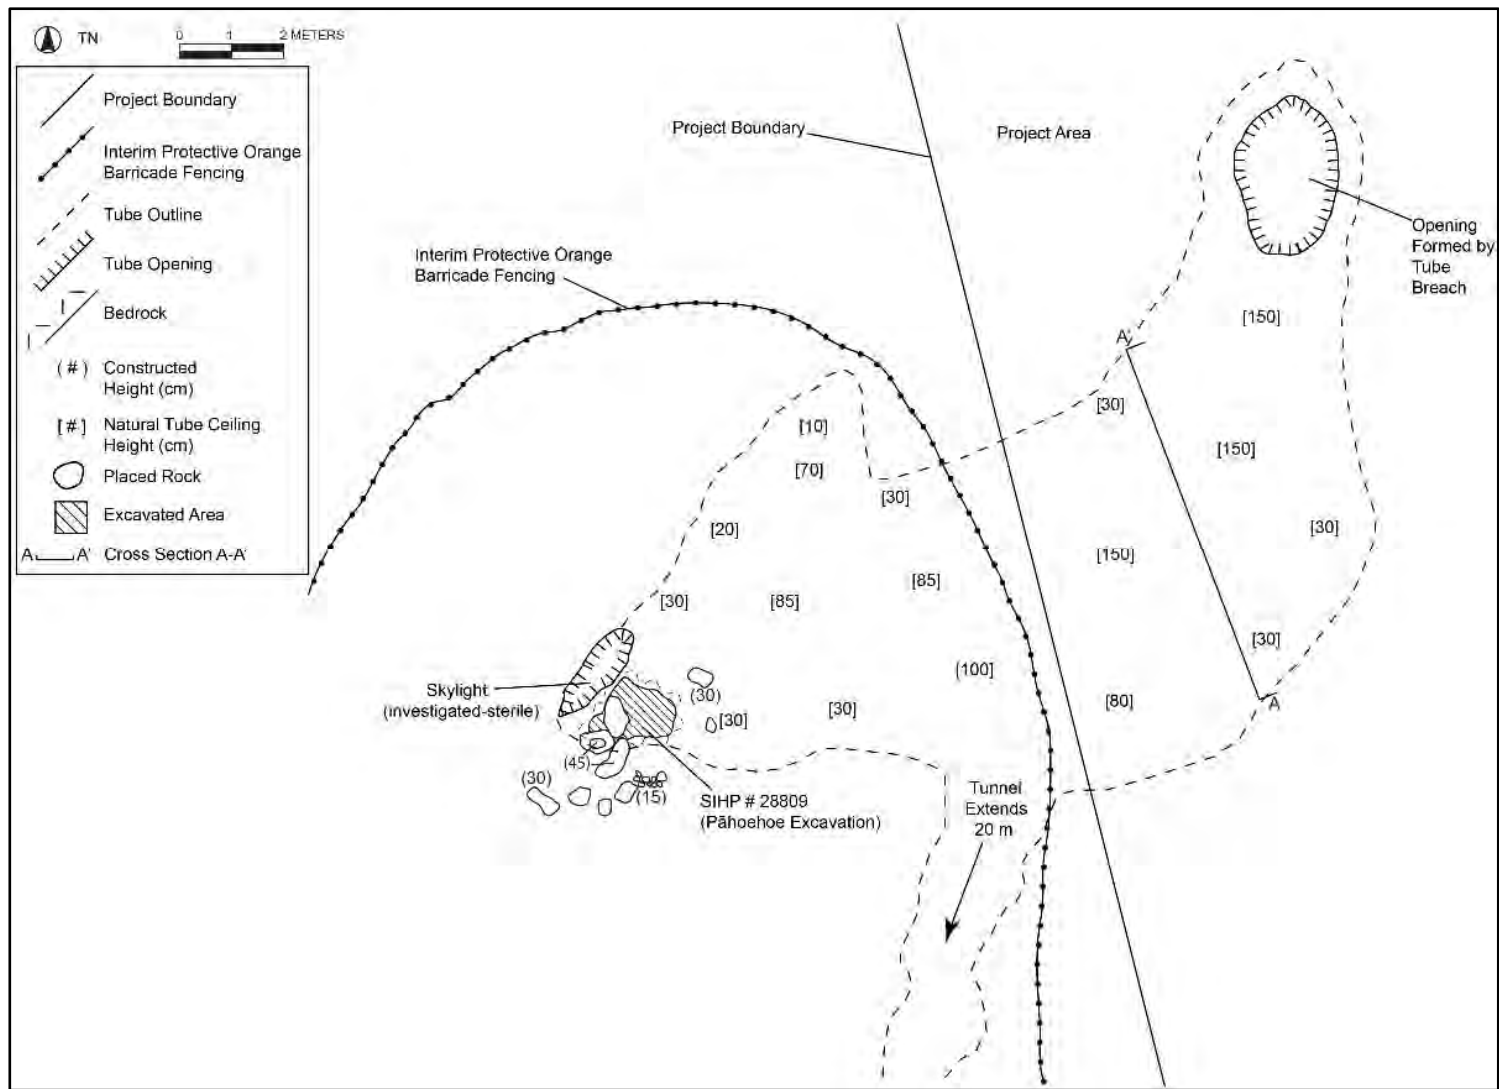 TN
0 1 2 METERS
Project Boundary
Interim Protective Orange
Barricade Fencing
Tube Outline
Tube Opening
Bedrock
(#) Constructed
Height (cm)
[#] Natural Tube Ceiling
Height (cm)
Placed Rock
Excavated Area
A A' Cross Section A-A'
Project Boundary
Project Area
Opening
Formed by
Tube
Breach
Interim Protective Orange
Barricade Fencing
[150]
A'
[30]
[10]
[150]
[70]
[30]
[20]
[30]
[150]
[85]
[30]
[85]
[30]
(100]
Skylight
(investigated-sterile)
(30)
[80]
A
[30]
[30]
(45)
(30)
(15)
SIHP # 28809
(Pāhoehoe Excavation)
Tunnel
Extends
20 m